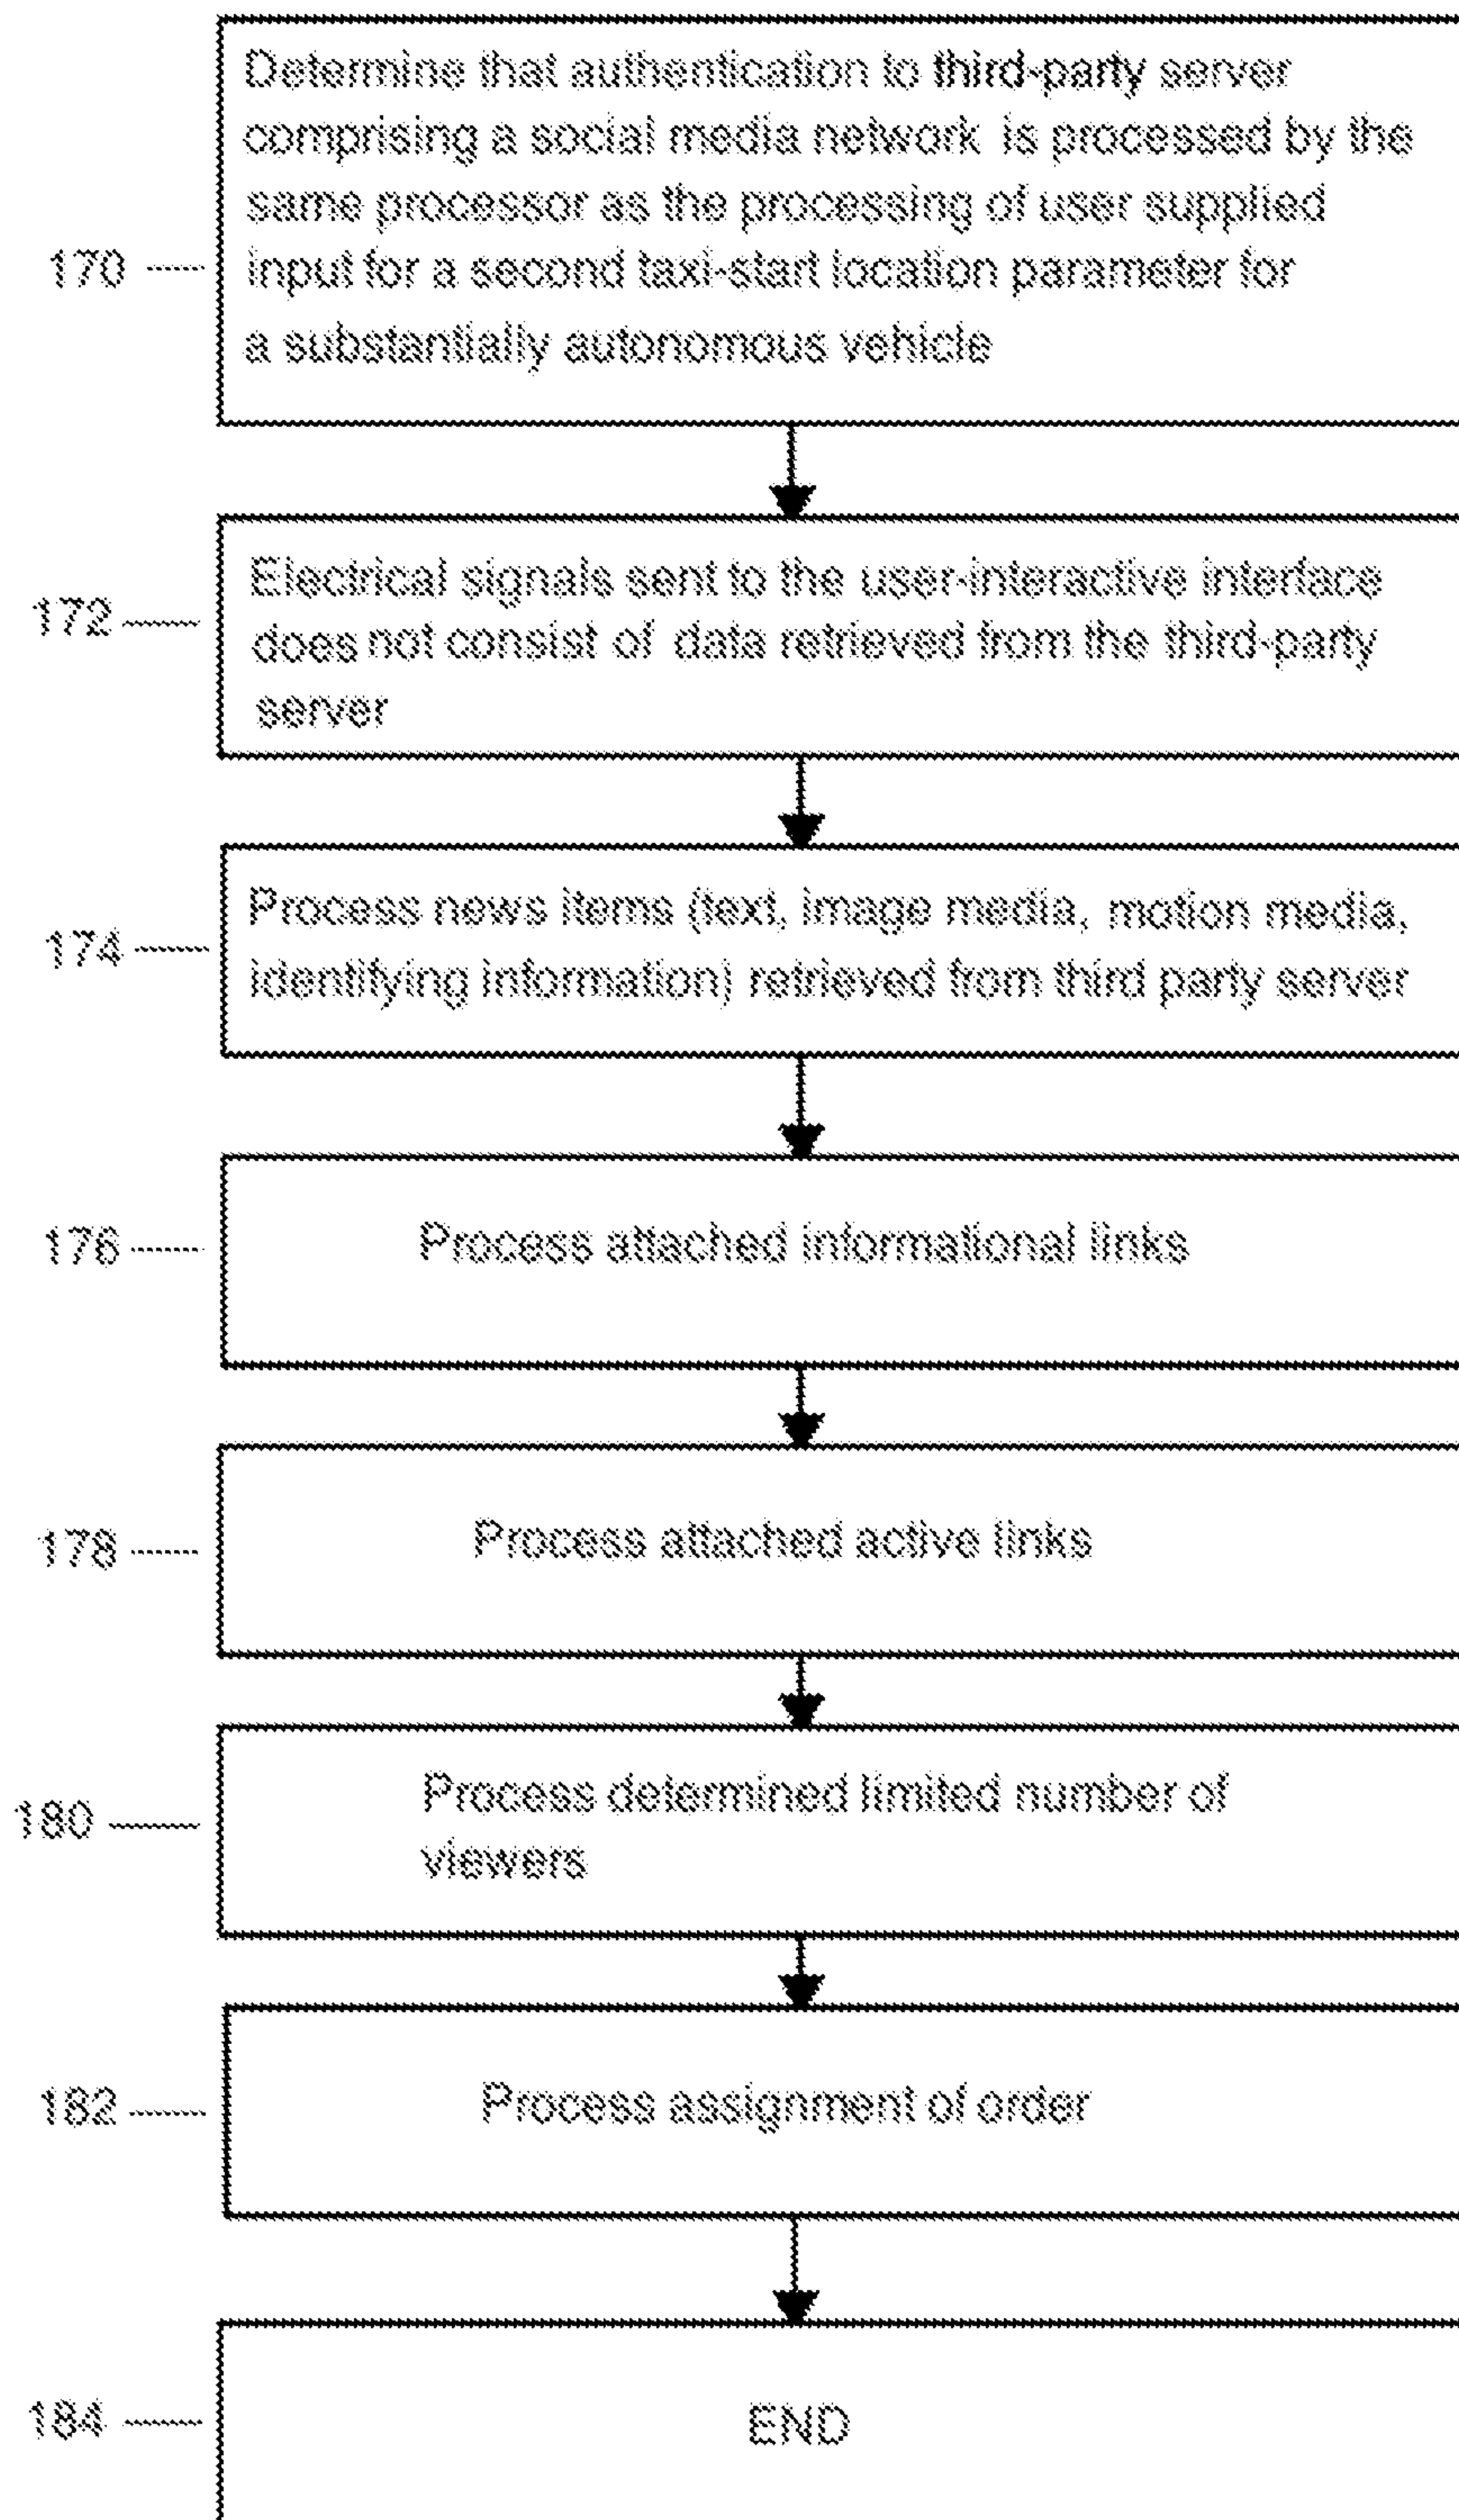 Determine that authentication to third-party server
comprising a social media network is processed by the
same processor as the processing of user supplied
170
input for a second taxi-start location parameter for
a substantially autonomous vehicle
Electrical signals sent to the user-interactive interface
172
does not consist of data retrieved from the third-party
server
Process news items (text, image media, motion media,
174
identifying information) retrieved from third party server
176
Process attached informational links
178
Process attached active links
180
Process determined limited number of
viewers
182
Process assignment of order
184
END